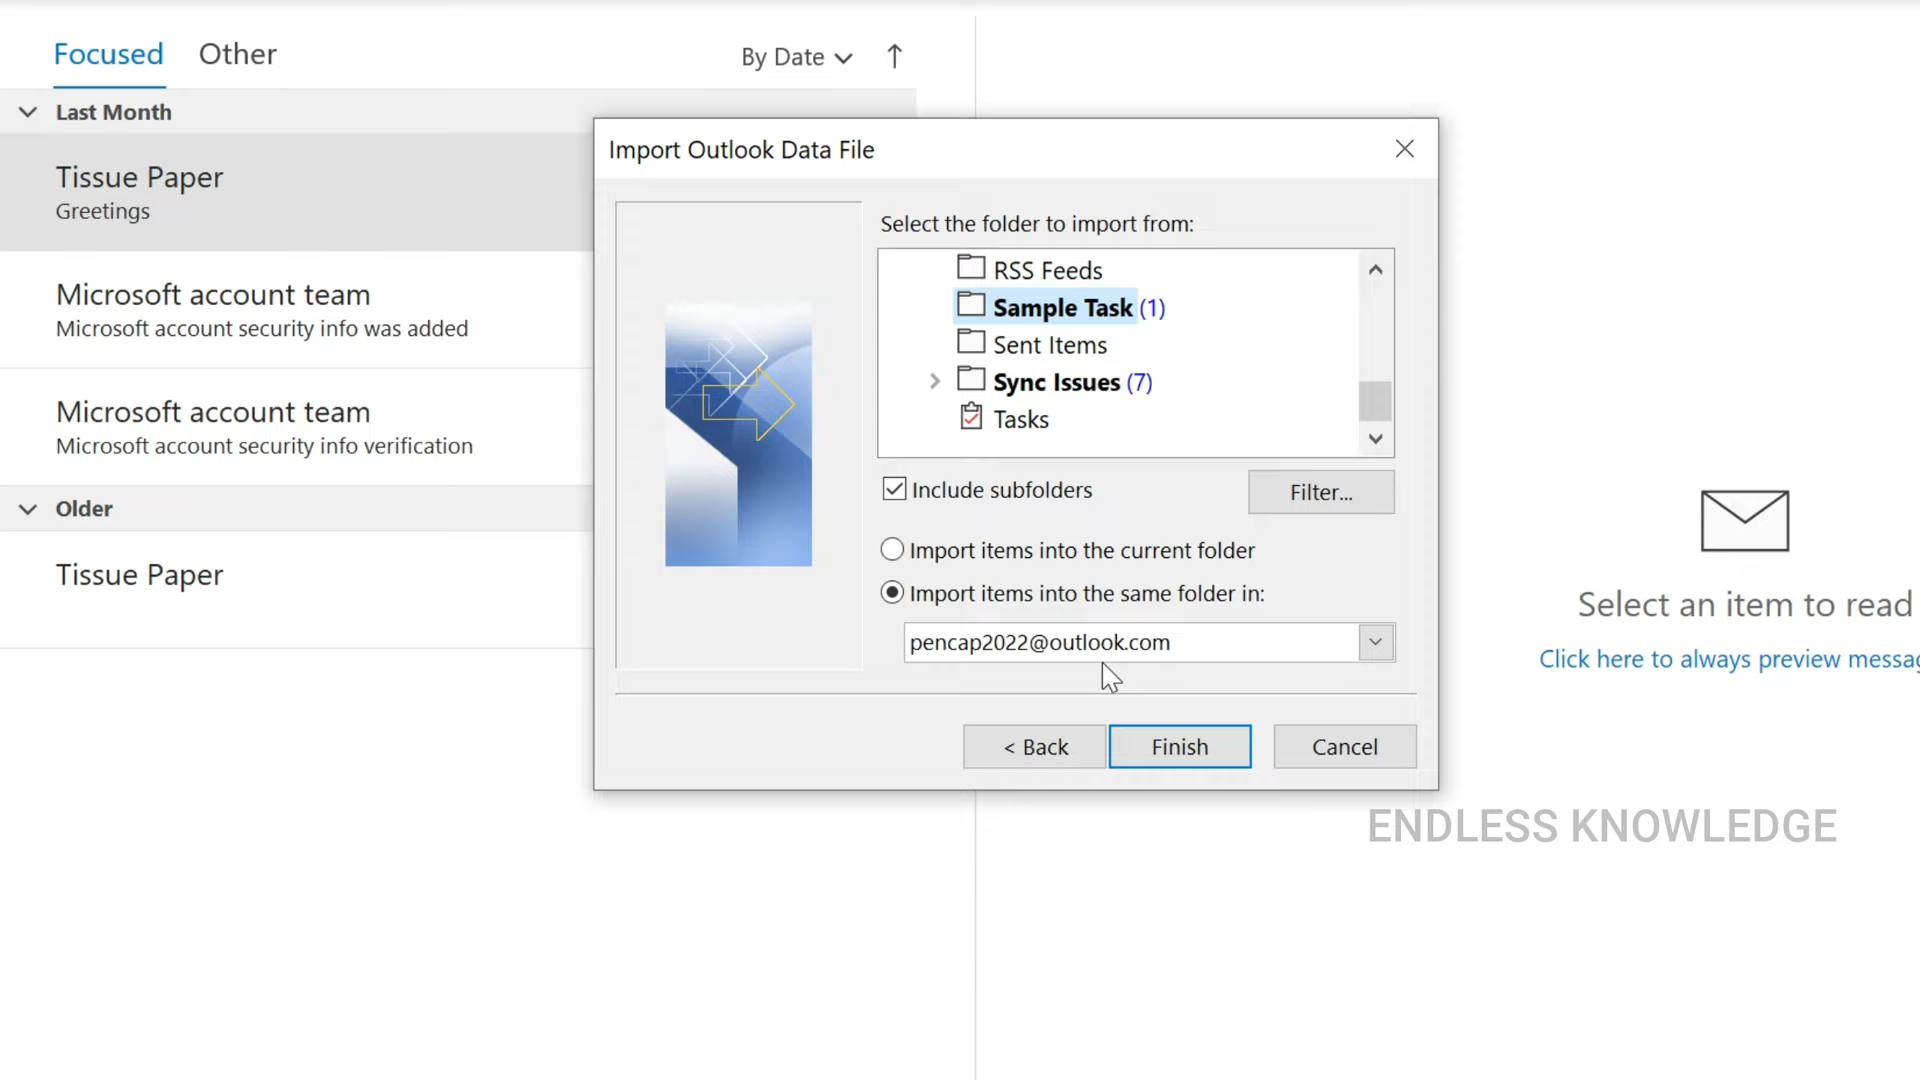 Focused Other By Date
Last Month
Tissue Paper
Greetings
Microsoft account team
Microsoft account security info was added
Microsoft account team
Microsoft account security info verification
Older
Tissue Paper
Import Outlook Data File
Select the folder to import from:
RSS Feeds
Sample Task (1)
Sent Items
Sync Issues (7)
Tasks
Include subfolders
Filter...
Import items into the current folder
Import items into the same folder in:
pencap2022@outlook.com
< Back Finish Cancel
Select an item to read
Click here to always preview messag
ENDLESS KNOWLEDGE